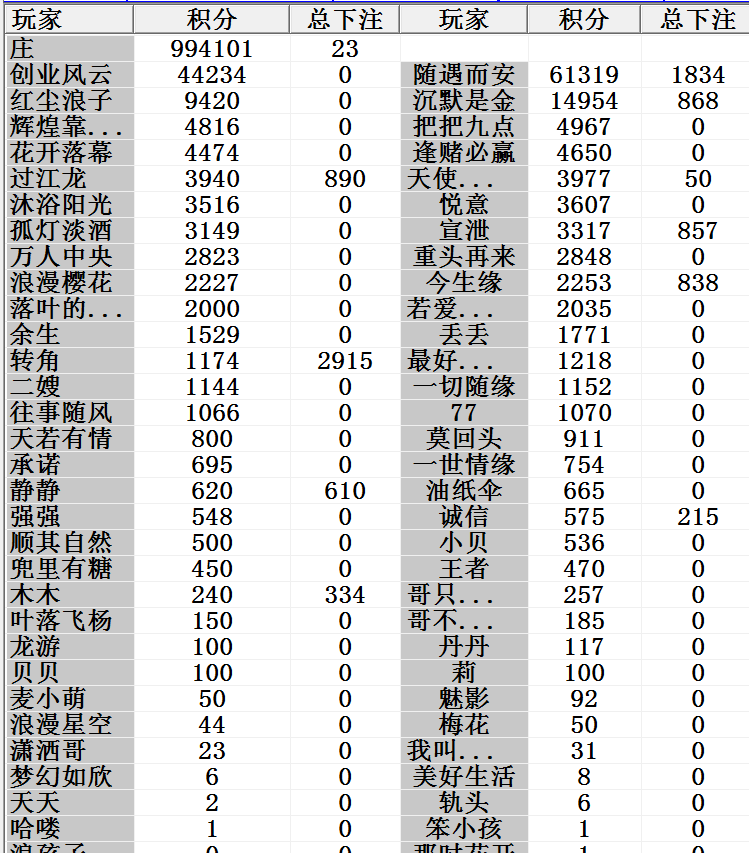 玩家 积分 总下注 玩家 积分 总下注
庄 994101 23
创业风云 44234 0 随遇而安 61319 1834
红尘浪子 9420 0 沉默是金 14954 868
辉煌靠... 4816 0 把把九点 4967 0
花开落幕 4474 0 逢赌必赢 4650 0
过江龙 3940 890 天使... 3977 50
沐浴阳光 3516 0 悦意 3607 0
孤灯淡酒 3149 0 宣泄 3317 857
万人中央 2823 0 重头再来 2848 0
浪漫樱花 2227 0 今生缘 2253 838
落叶的... 2000 0 若爱... 2035 0
余生 1529 0 丢丢 1771 0
转角 1174 2915 最好... 1218 0
二嫂 1144 0 一切随缘 1152 0
往事随风 1066 0 77 1070 0
天若有情 800 0 莫回头 911 0
承诺 695 0 一世情缘 754 0
静静 620 610 油纸伞 665 0
强强 548 0 诚信 575 215
顺其自然 500 0 小贝 536 0
兜里有糖 450 0 王者 470 0
木木 240 334 哥只... 257 0
叶落飞杨 150 0 哥不... 185 0
龙游 100 0 丹丹 117 0
贝贝 100 0 莉 100 0
麦小萌 50 0 魅影 92 0
浪漫星空 44 0 梅花 50 0
潇洒哥 23 0 我叫... 31 0
梦幻如欣 6 0 美好生活 8 0
天天 2 0 轨头 6 0
哈喽 1 0 笨小孩 1 0
浪孩子 0 0 那时花开 1 0